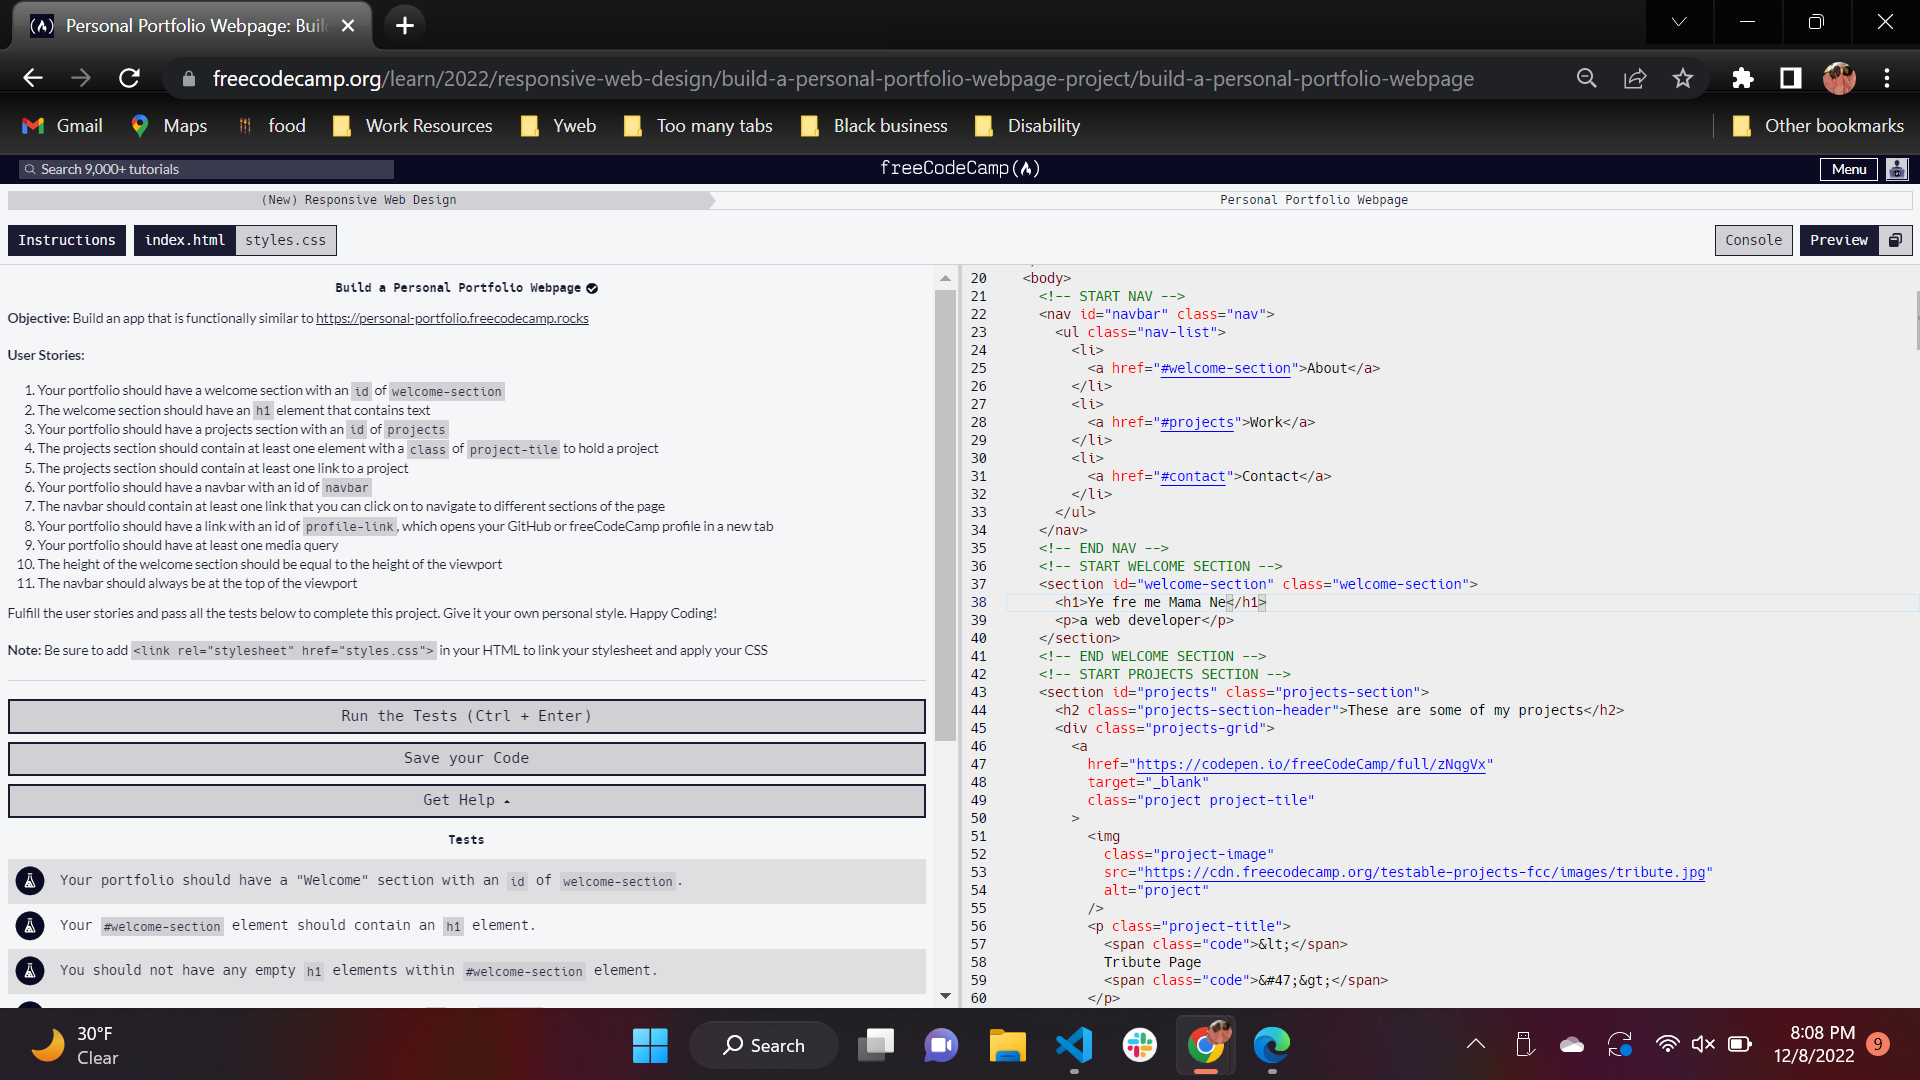 Personal Portfolio Webpage: Buil
freecodecamp.org/learn/2022/responsive-web-design/build-a-personal-portfolio-webpage-project/build-a-personal-portfolio-webpage
Gmail Maps food Work Resources Yweb Too many tabs Black business Disability Other bookmarks
Search 9,000+ tutorials freeCodeCamp Menu
(New) Responsive Web Design Personal Portfolio Webpage
Instructions index.html styles.css Console Preview
Build a Personal Portfolio Webpage
Objective: Build an app that is functionally similar to https://personal-portfolio.freecodecamp.rocks
User Stories:
1. Your portfolio should have a welcome section with an id of welcome-section
2. The welcome section should have an h1 element that contains text
3. Your portfolio should have a projects section with an id of projects
4. The projects section should contain at least one element with a class of project-tile to hold a project
5. The projects section should contain at least one link to a project
6. Your portfolio should have a navbar with an id of navbar
7. The navbar should contain at least one link that you can click on to navigate to different sections of the page
8. Your portfolio should have a link with an id of profile-link, which opens your GitHub or freeCodeCamp profile in a new tab
9. Your portfolio should have at least one media query
10. The height of the welcome section should be equal to the height of the viewport
11. The navbar should always be at the top of the viewport
Fulfill the user stories and pass all the tests below to complete this project. Give it your own personal style. Happy Coding!
Note: Be sure to add <link rel="stylesheet" href="styles.css"> in your HTML to link your stylesheet and apply your CSS
Run the Tests (Ctrl + Enter)
Save your Code
Get Help
Tests
Your portfolio should have a "Welcome" section with an id of welcome-section.
Your #welcome-section element should contain an h1 element.
You should not have any empty h1 elements within #welcome-section element.
20 <body>
21 <!-- START NAV -->
22 <nav id="navbar" class="nav">
23 <ul class="nav-list">
24 <li>
25 <a href="#welcome-section">About</a>
26 </li>
27 <li>
28 <a href="#projects">Work</a>
29 </li>
30 <li>
31 <a href="#contact">Contact</a>
32 </li>
33 </ul>
34 </nav>
35 <!-- END NAV -->
36 <!-- START WELCOME SECTION -->
37 <section id="welcome-section" class="welcome-section">
38 <h1>Ye fre me Mama Ne</h1>
39 <p>a web developer</p>
40 </section>
41 <!-- END WELCOME SECTION -->
42 <!-- START PROJECTS SECTION -->
43 <section id="projects" class="projects-section">
44 <h2 class="projects-section-header">These are some of my projects</h2>
45 <div class="projects-grid">
46 <a
47 href="https://codepen.io/freeCodeCamp/full/zNqgVx"
48 target="_blank"
49 class="project project-tile"
50 >
51 <img
52 class="project-image"
53 src="https://cdn.freecodecamp.org/testable-projects-fcc/images/tribute.jpg"
54 alt="project"
55 />
56 <p class="project-title">
57 <span class="code">&lt;</span>
58 Tribute Page
59 <span class="code">&#47;&gt;</span>
60 </p>
30°F
Clear
Search
8:08 PM
12/8/2022
9